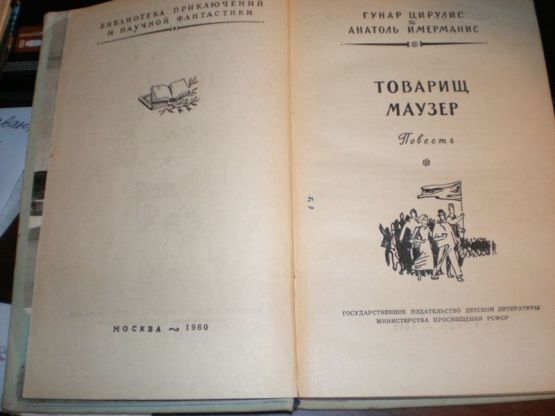 БИБЛИОТЕКА ПРИКЛЮЧЕНИЙ
И НАУЧНОЙ ФАНТАСТИКИ
МОСКВА ~ 1960
ГУНАР ЦИРУЛИС
и
АНАТОЛЬ ИМЕРМАНИС
ТОВАРИЩ
МАУЗЕР
Повесть
ГОСУДАРСТВЕННОЕ ИЗДАТЕЛЬСТВО ДЕТСКОЙ ЛИТЕРАТУРЫ
МИНИСТЕРСТВА ПРОСВЕЩЕНИЯ РСФСР